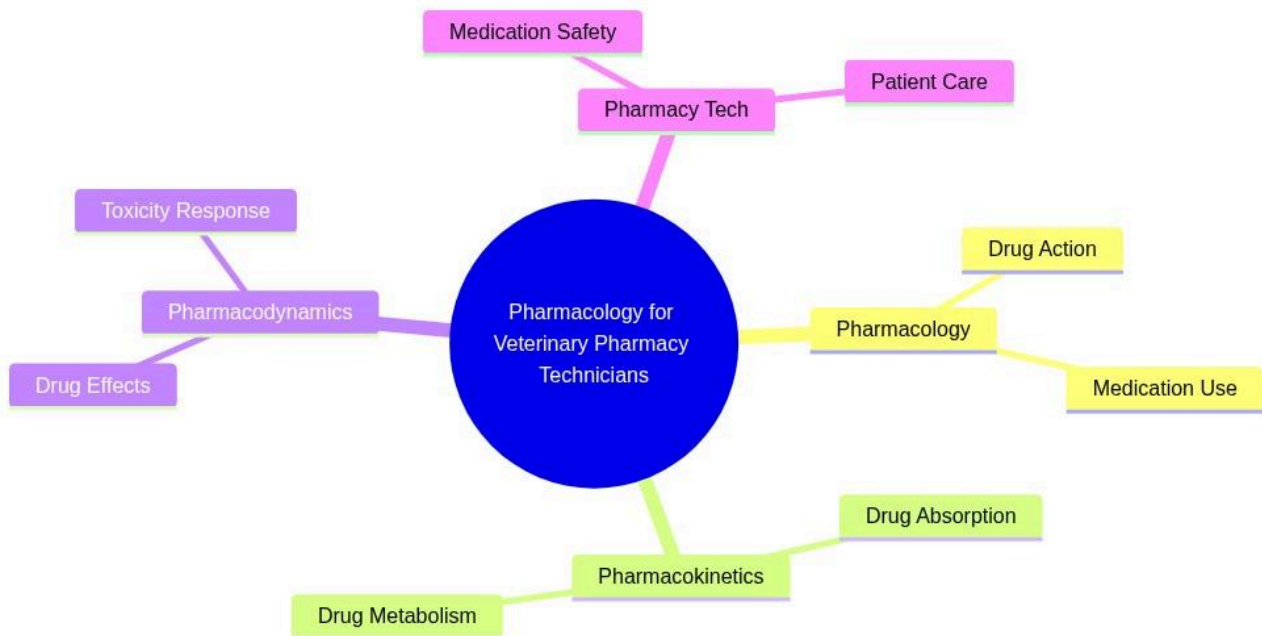 Medication Safety
Patient Care
Pharmacy Tech
Toxicity Response
Drug Action
Pharmacodynamics
Pharmacology for
Veterinary Pharmacy
Technicians
Pharmacology
Drug Effects
Medication Use
Drug Absorption
Pharmacokinetics
Drug Metabolism